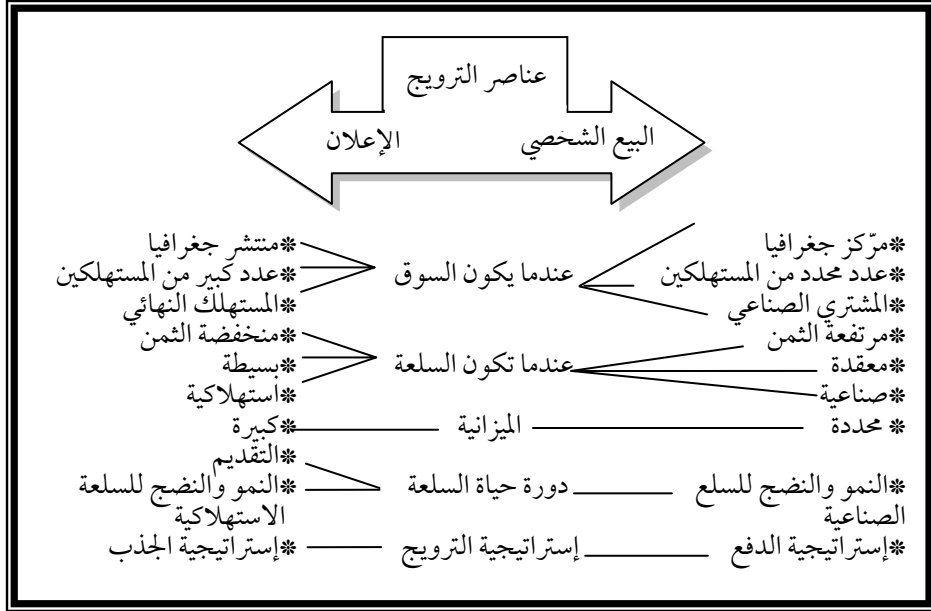 عناصر الترويج
البيع الشخصي الإعلان
*مرّكز جغرافيا *منتشر جغرافيا
*عدد محدد من المستهلكين عندما يكون السوق *عدد كبير من المستهلكين
*المشتري الصناعي *المستهلك النهائي
*مرتفعة الثمن *منخفضة الثمن
*معقدة عندما تكون السلعة *بسيطة
*صناعية *استهلاكية
* محددة الميزانية *كبيرة
*التقديم
*النمو والنضج للسلع دورة حياة السلعة *النمو والنضج للسلعة
الصناعية الاستهلاكية
*إستراتيجية الدفع إستراتيجية الترويج *إستراتيجية الجذب